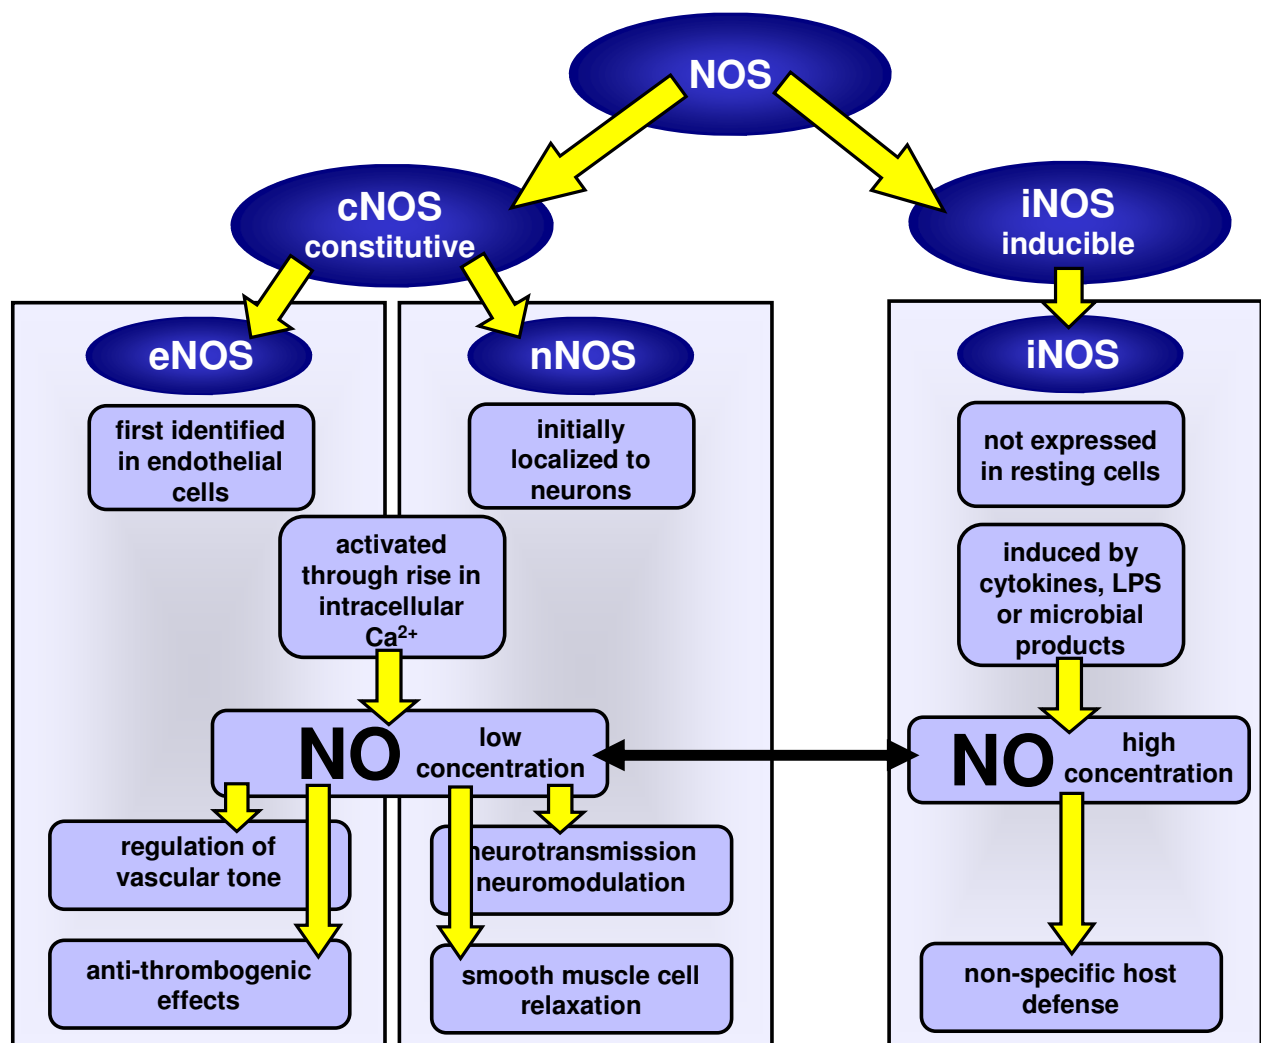 NOS
cNOS
constitutive
iNOS
inducible
eNOS
nNOS
iNOS
first identified
in endothelial
cells
initially
localized to
neurons
not expressed
in resting cells
activated
through rise in
intracellular
Ca²⁺
induced by
cytokines, LPS
or microbial
products
NO
low
concentration
NO
high
concentration
regulation of
vascular tone
neurotransmission
neuromodulation
anti-thrombogenic
effects
smooth muscle cell
relaxation
non-specific host
defense